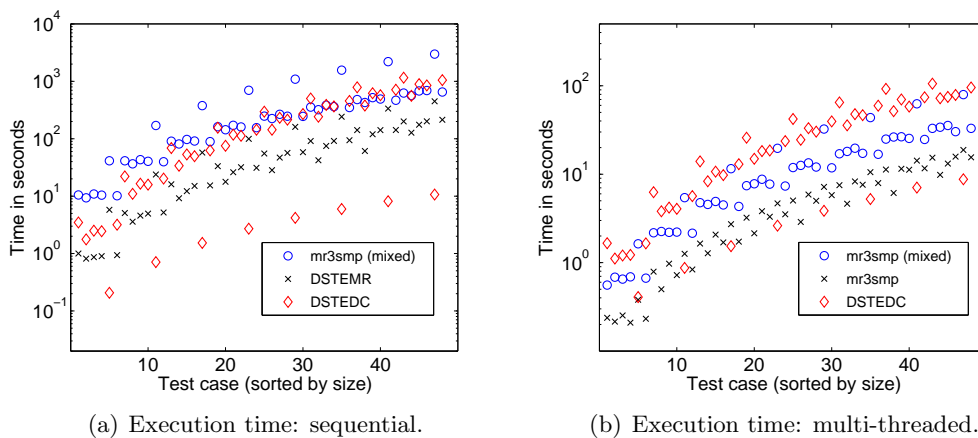 10^4
10^3
10^2
10^1
10^0
10^−1
Time in seconds
mr3smp (mixed)
DSTEMR
DSTEDC
10 20 30 40
Test case (sorted by size)
(a) Execution time: sequential.
10^2
10^1
10^0
Time in seconds
mr3smp (mixed)
mr3smp
DSTEDC
10 20 30 40
Test case (sorted by size)
(b) Execution time: multi-threaded.